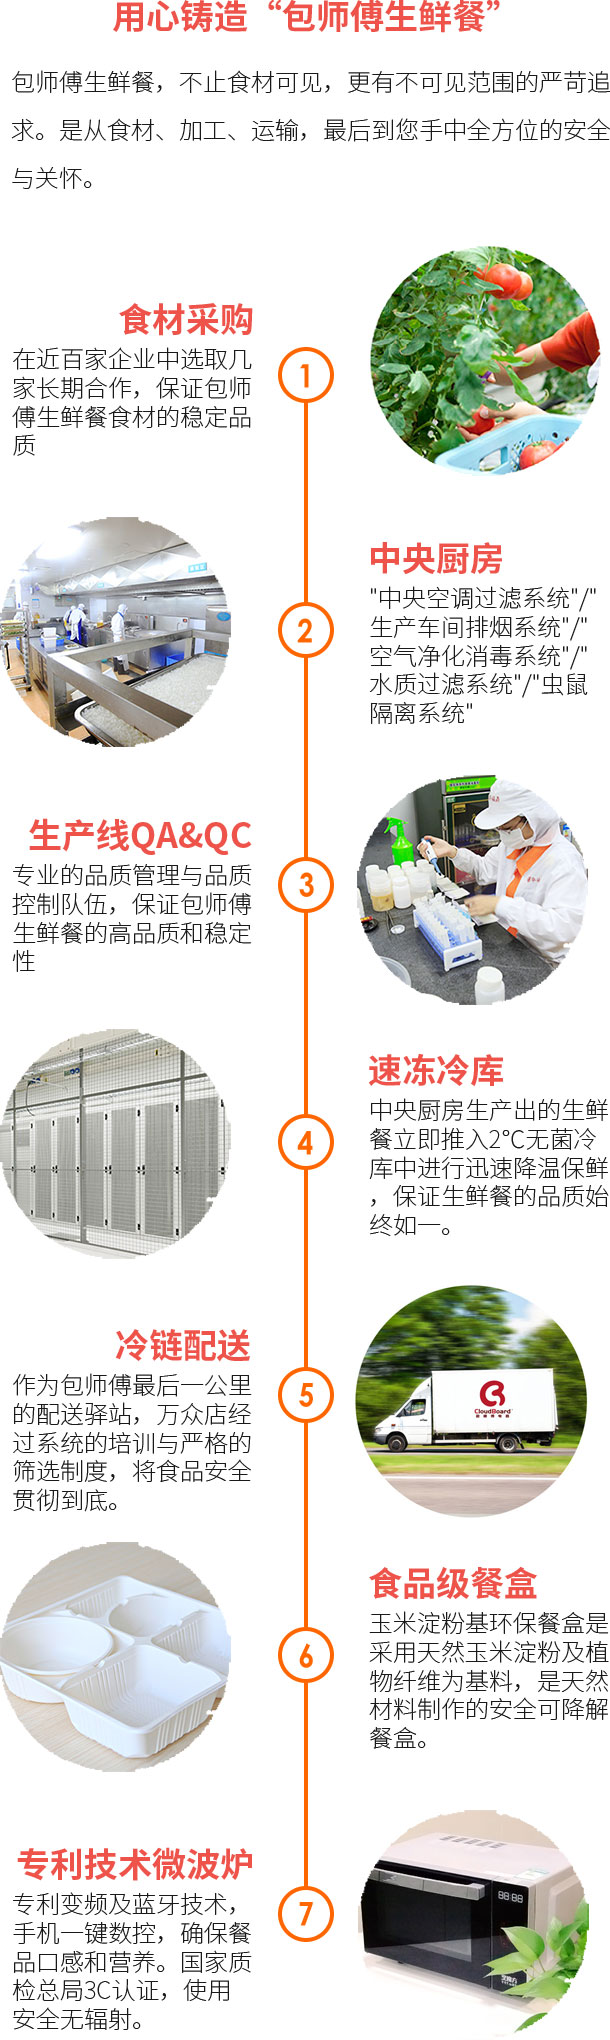 用心铸造“包师傅生鲜餐”
包师傅生鲜餐，不止食材可见，更有不可见范围的严苛追
求。是从食材、加工、运输，最后到您手中全方位的安全
与关怀。
食材采购
在近百家企业中选取几
家长期合作，保证包师
傅生鲜餐食材的稳定品
质
1
中央厨房
"中央空调过滤系统"/"
生产车间排烟系统"/"
空气净化消毒系统"/"
水质过滤系统"/"虫鼠
隔离系统"
2
生产线QA&QC
专业的品质管理与品质
控制队伍，保证包师傅
生鲜餐的高品质和稳定
性
3
速冻冷库
中央厨房生产出的生鲜
餐立即推入2°C无菌冷
库中进行迅速降温保鲜
，保证生鲜餐的品质始
终如一。
4
冷链配送
作为包师傅最后一公里
的配送驿站，万众店经
过系统的培训与严格的
筛选制度，将食品安全
贯彻到底。
5
CloudBoard
食品级餐盒
玉米淀粉基环保餐盒是
采用天然玉米淀粉及植
物纤维为基料，是天然
材料制作的安全可降解
餐盒。
6
专利技术微波炉
专利变频及蓝牙技术，
手机一键数控，确保餐
品口感和营养。国家质
检总局3C认证，使用
安全无辐射。
7
88:88